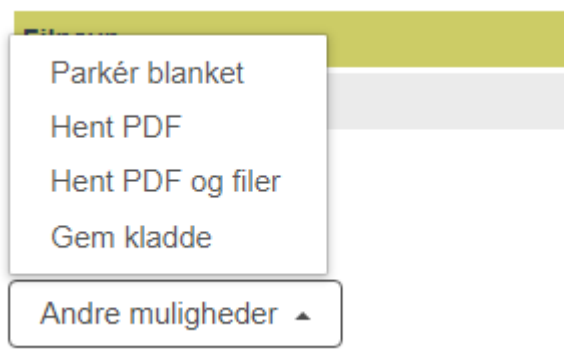 Parkér blanket
Hent PDF
Hent PDF og filer
Gem kladde
Andre muligheder